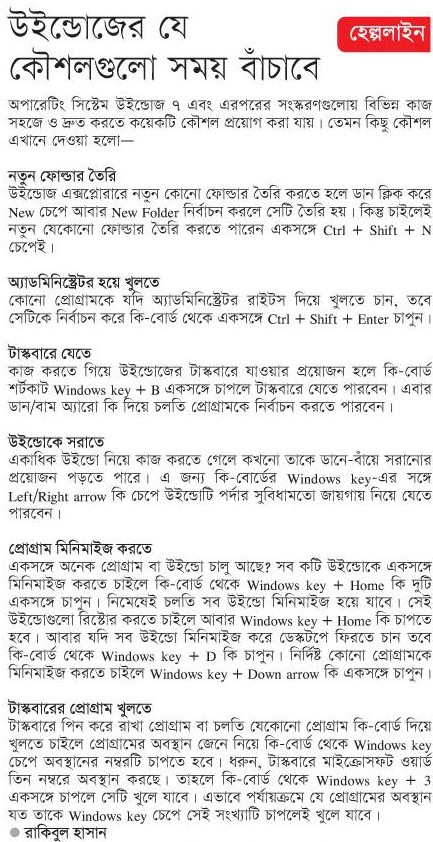 উইন্ডোজের যে
হেল্পলাইন
কৌশলগুলো সময় বাঁচাবে
অপারেটিং সিস্টেম উইন্ডোজ ৭ এবং এরপরের সংস্করণগুলোয় বিভিন্ন কাজ
সহজে ও দ্রুত করতে কয়েকটি কৌশল প্রয়োগ করা যায়। তেমন কিছু কৌশল
এখানে দেওয়া হলো—
নতুন ফোল্ডার তৈরি
উইন্ডোজ এক্সপ্লোরারে নতুন কোনো ফোল্ডার তৈরি করতে হলে ডান ক্লিক করে
New চেপে আবার New Folder নির্বাচন করলে সেটি তৈরি হয়। কিন্তু চাইলেই
নতুন যেকোনো ফোল্ডার তৈরি করতে পারেন একসঙ্গে Ctrl + Shift + N
চেপেই।
অ্যাডমিনিস্ট্রেটর হয়ে খুলতে
কোনো প্রোগ্রামকে যদি অ্যাডমিনিস্ট্রেটর রাইটস দিয়ে খুলতে চান, তবে
সেটিকে নির্বাচন করে কি-বোর্ড থেকে একসঙ্গে Ctrl + Shift + Enter চাপুন।
টাস্কবারে যেতে
কাজ করতে গিয়ে উইন্ডোজের টাস্কবারে যাওয়ার প্রয়োজন হলে কি-বোর্ড
শর্টকাট Windows key + B একসঙ্গে চাপলে টাস্কবারে যেতে পারবেন। এবার
ডান/বাম অ্যারো কি দিয়ে চলতি প্রোগ্রামকে নির্বাচন করতে পারবেন।
উইন্ডোকে সরাতে
একাধিক উইন্ডো নিয়ে কাজ করতে গেলে কখনো তাকে ডানে-বাঁয়ে সরানোর
প্রয়োজন পড়তে পারে। এ জন্য কি-বোর্ডের Windows key-এর সঙ্গে
Left/Right arrow কি চেপে উইন্ডোটি পর্দার সুবিধামতো জায়গায় নিয়ে যেতে
পারবেন।
প্রোগ্রাম মিনিমাইজ করতে
একসঙ্গে অনেক প্রোগ্রাম বা উইন্ডো চালু আছে? সব কটি উইন্ডোকে একসঙ্গে
মিনিমাইজ করতে চাইলে কি-বোর্ড থেকে Windows key + Home কি দুটি
একসঙ্গে চাপুন। নিমেষেই চলতি সব উইন্ডো মিনিমাইজ হয়ে যাবে। সেই
উইন্ডোগুলো রিস্টোর করতে চাইলে আবার Windows key + Home কি চাপতে
হবে। আবার যদি সব উইন্ডো মিনিমাইজ করে ডেস্কটপে ফিরতে চান তবে
কি-বোর্ড থেকে Windows key + D কি চাপুন। নির্দিষ্ট কোনো প্রোগ্রামকে
মিনিমাইজ করতে চাইলে Windows key + Down arrow কি একসঙ্গে চাপুন।
টাস্কবারের প্রোগ্রাম খুলতে
টাস্কবারে পিন করে রাখা প্রোগ্রাম বা চলতি যেকোনো প্রোগ্রাম কি-বোর্ড দিয়ে
খুলতে চাইলে প্রোগ্রামের অবস্থান জেনে নিয়ে কি-বোর্ড থেকে Windows key
চেপে অবস্থানের নম্বরটি চাপতে হবে। ধরুন, টাস্কবারে মাইক্রোসফট ওয়ার্ড
তিন নম্বরে অবস্থান করছে। তাহলে কি-বোর্ড থেকে Windows key + 3
একসঙ্গে চাপলে সেটি খুলে যাবে। এভাবে পর্যায়ক্রমে যে প্রোগ্রামের অবস্থান
যত তাকে Windows key চেপে সেই সংখ্যাটি চাপলেই খুলে যাবে।
● রাকিবুল হাসান